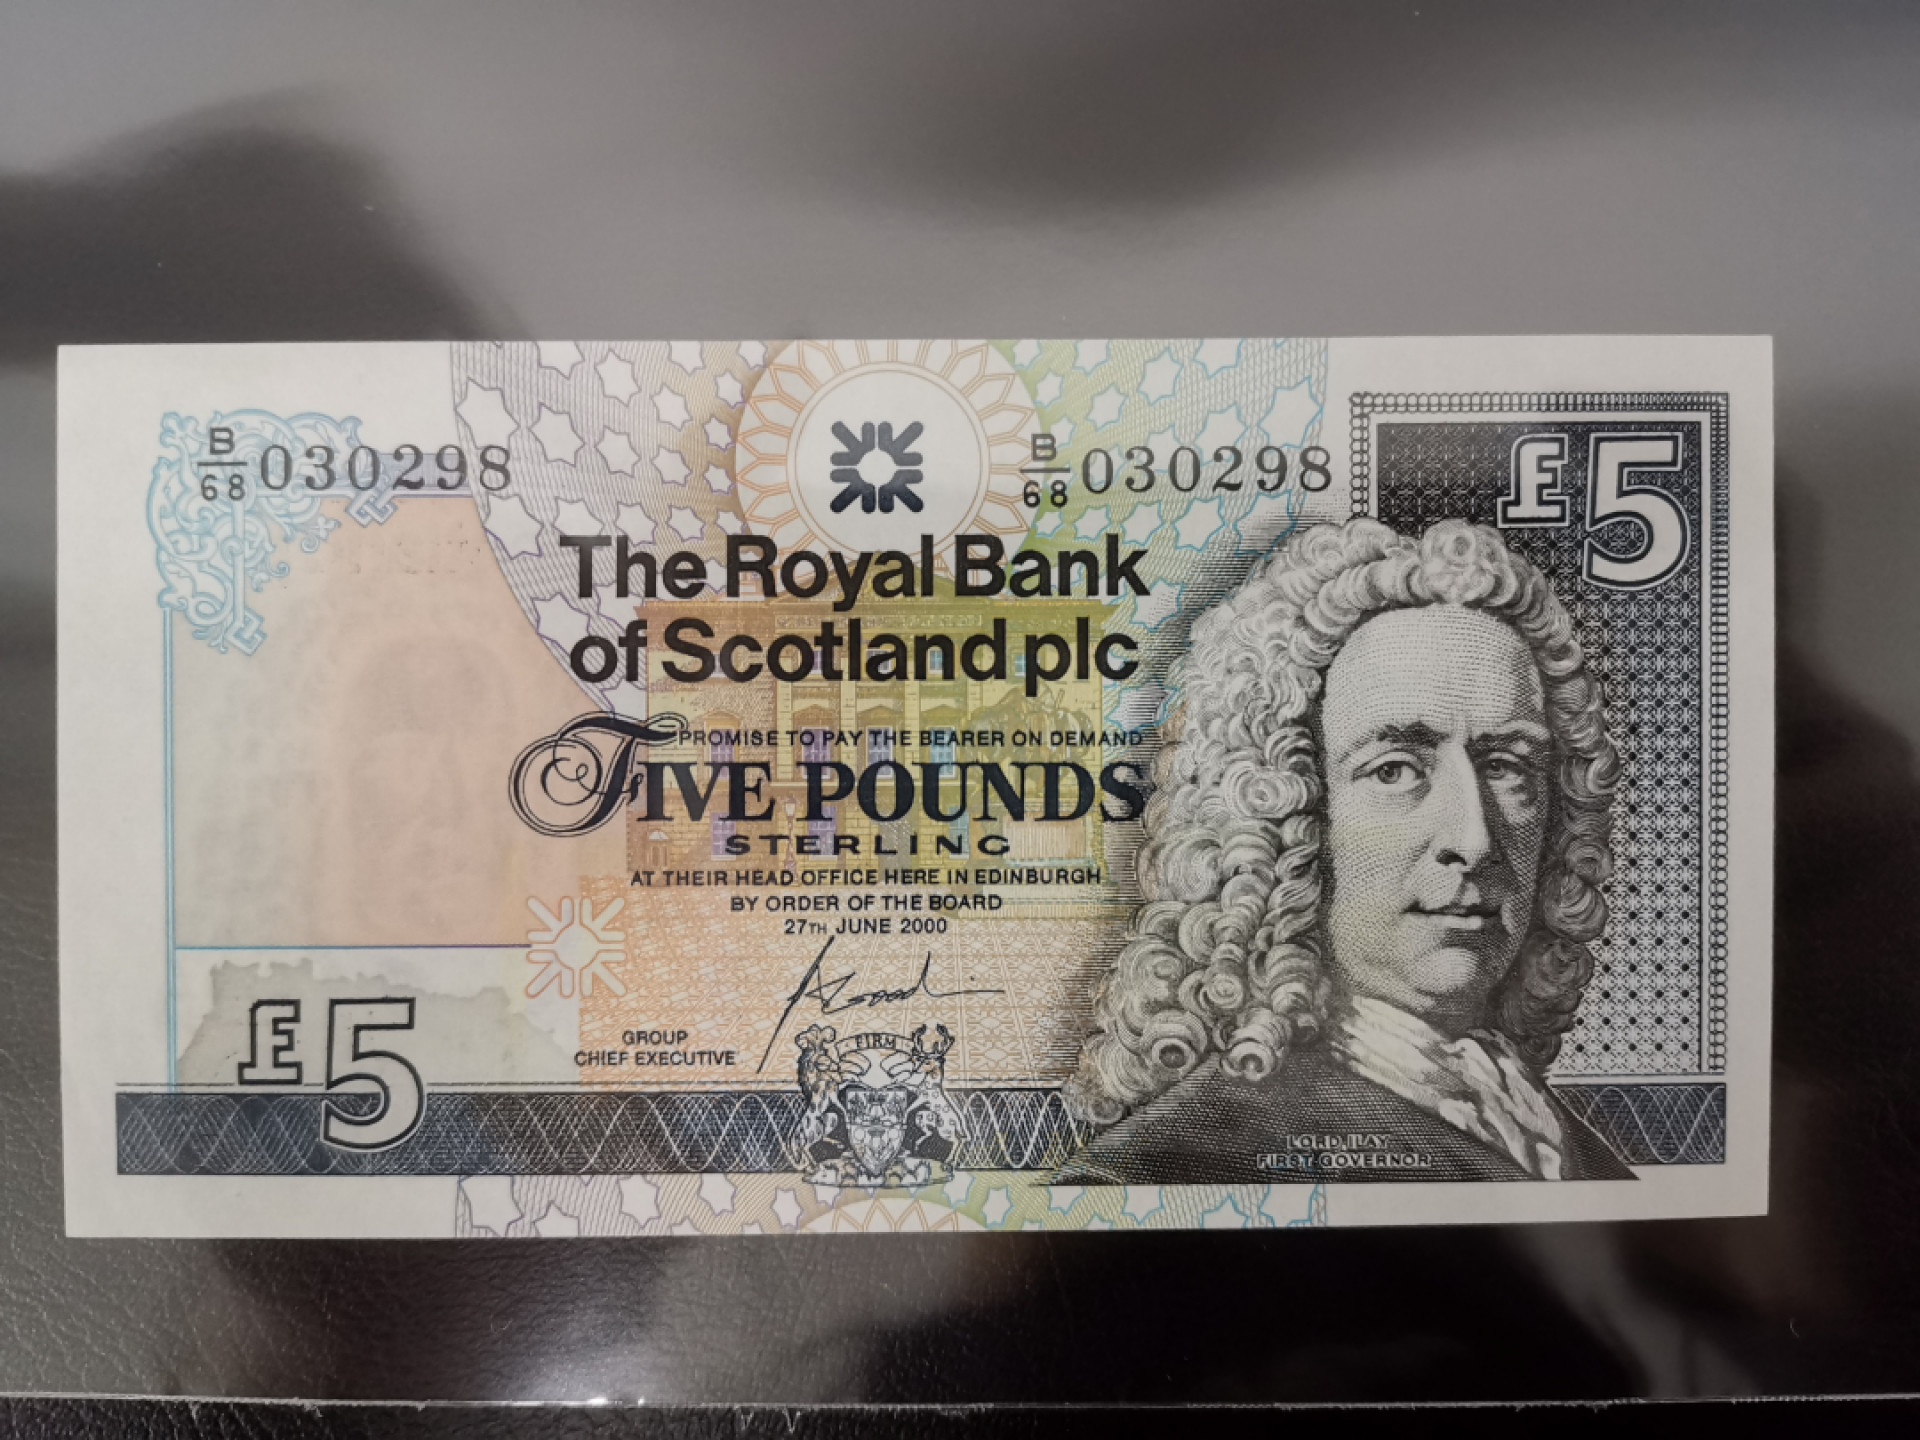 B/68 030298
B/68 030298
£5
The Royal Bank
of Scotland plc
PROMISE TO PAY THE BEARER ON DEMAND
FIVE POUNDS
STERLING
AT THEIR HEAD OFFICE HERE IN EDINBURGH
BY ORDER OF THE BOARD
27TH JUNE 2000
GROUP
CHIEF EXECUTIVE
£5
FIRM
LORD ILAY
FIRST GOVERNOR